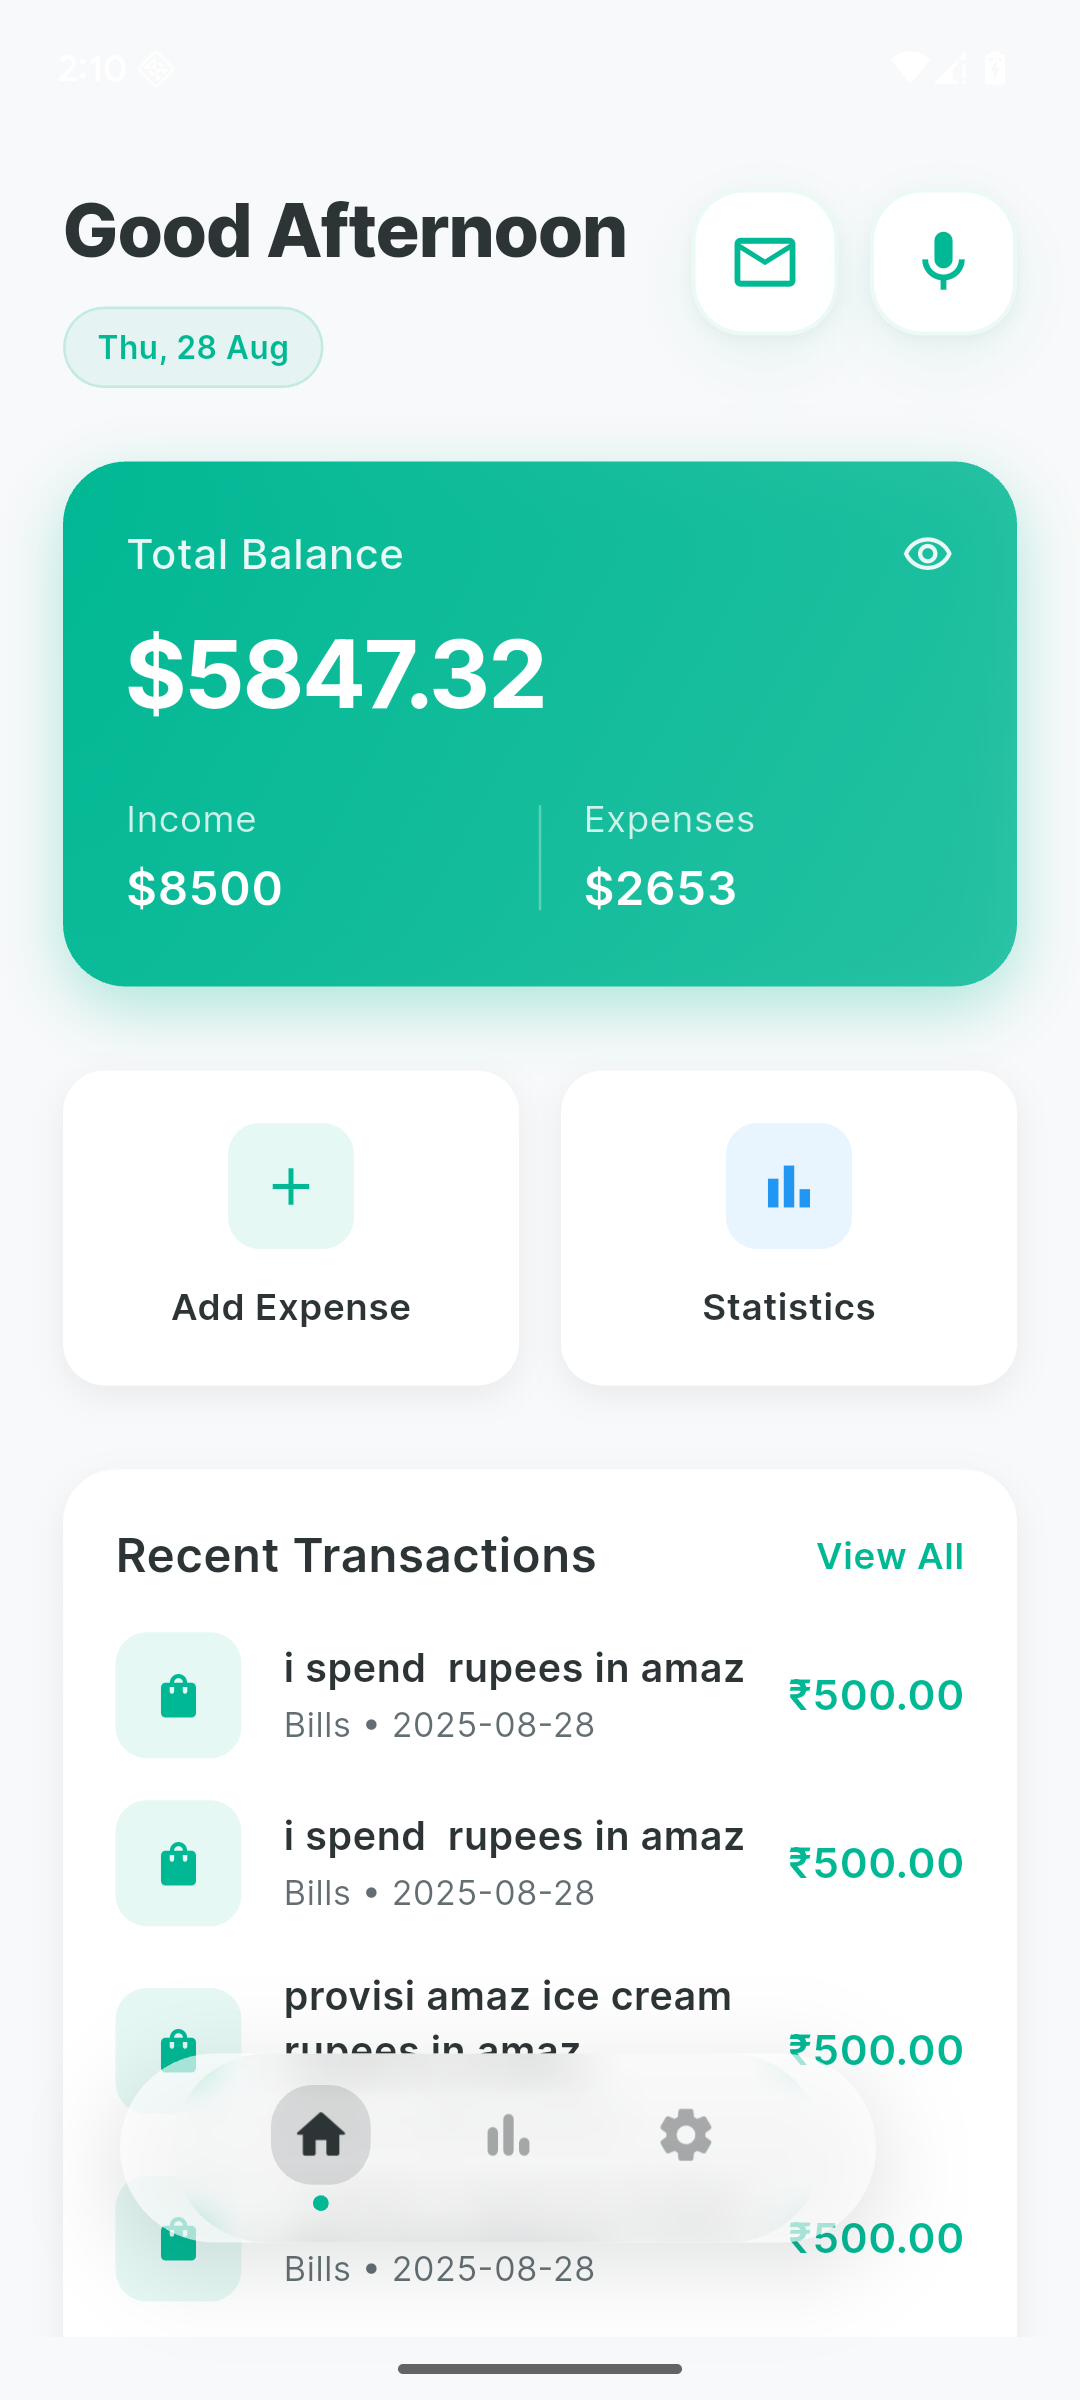 2:10
Good Afternoon
Thu, 28 Aug
Total Balance
$5847.32
Income
Expenses
$8500
$2653
Add Expense
Statistics
Recent Transactions
View All
i spend  rupees in amaz
Bills • 2025-08-28
₹500.00
i spend  rupees in amaz
Bills • 2025-08-28
₹500.00
provisi amaz ice cream
rupees in amaz
₹500.00
Bills • 2025-08-28
₹500.00